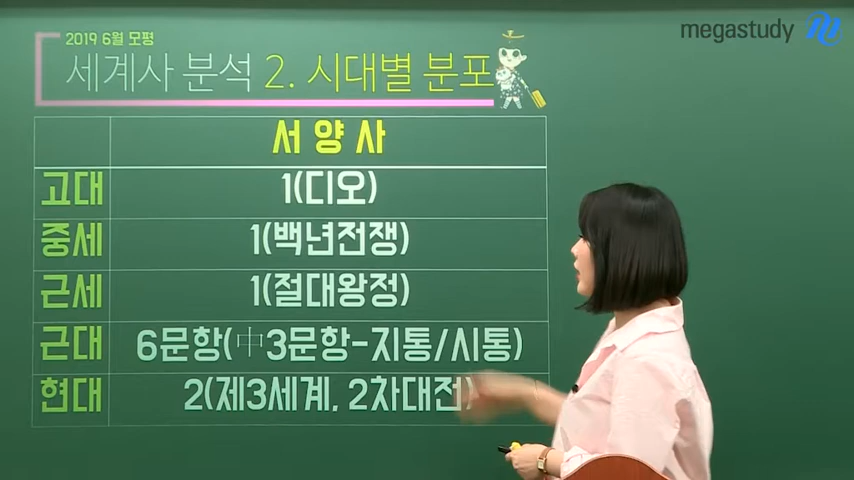 megastudy
2019 6월 모평
세계사 분석 2. 시대별 분포
서양사
고대 1(디오)
중세 1(백년전쟁)
근세 1(절대왕정)
근대 6문항(中3문항-지통/시통)
현대 2(제3세계, 2차대전)